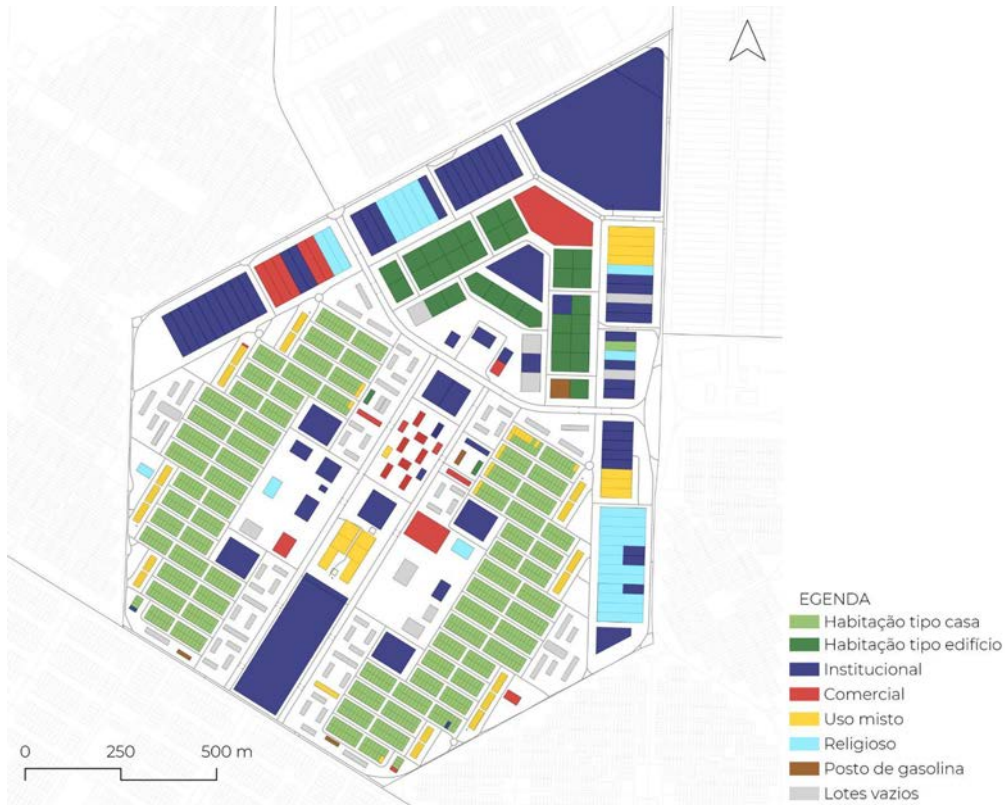 EGENDA
Habitação tipo casa
Habitação tipo edifício
Institucional
Comercial
Uso misto
Religioso
Posto de gasolina
Lotes vazios
0 250 500 m